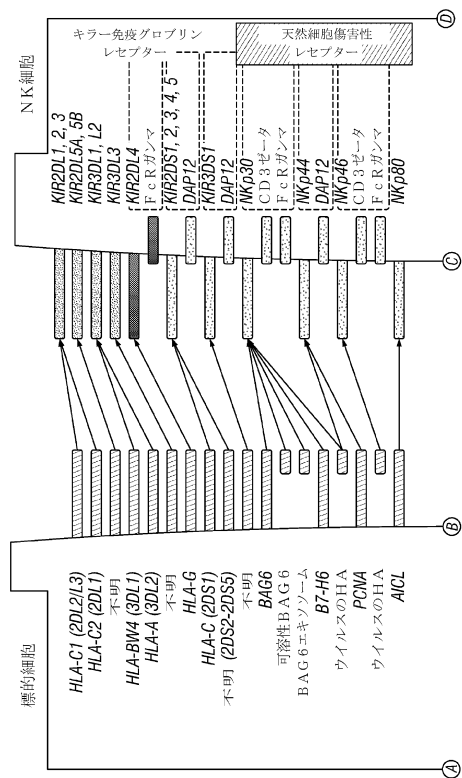 標的細胞
HLA-C1 (2DL2/L3)
HLA-C2 (2DL1)
不明
HLA-BW4 (3DL1)
HLA-A (3DL2)
不明
HLA-G
HLA-C (2DS1)
不明 (2DS2-2DS5)
不明
BAG6
可溶性BAG6
BAG6エキソソーム
B7-H6
ウイルスのHA
PCNA
ウイルスのHA
AICL
NK細胞
KIR2DL1, 2, 3
KIR2DL5A, 5B
KIR3DL1, L2
KIR3DL3
KIR2DL4
FcRガンマ
KIR2DS1, 2, 3, 4, 5
DAP12
KIR3DS1
DAP12
NKp30
CD3ゼータ
FcRガンマ
NKp44
DAP12
NKp46
CD3ゼータ
FcRガンマ
NKp80
キラー免疫グロブリン
レセプター
天然細胞傷害性
レセプター
A
B
C
D